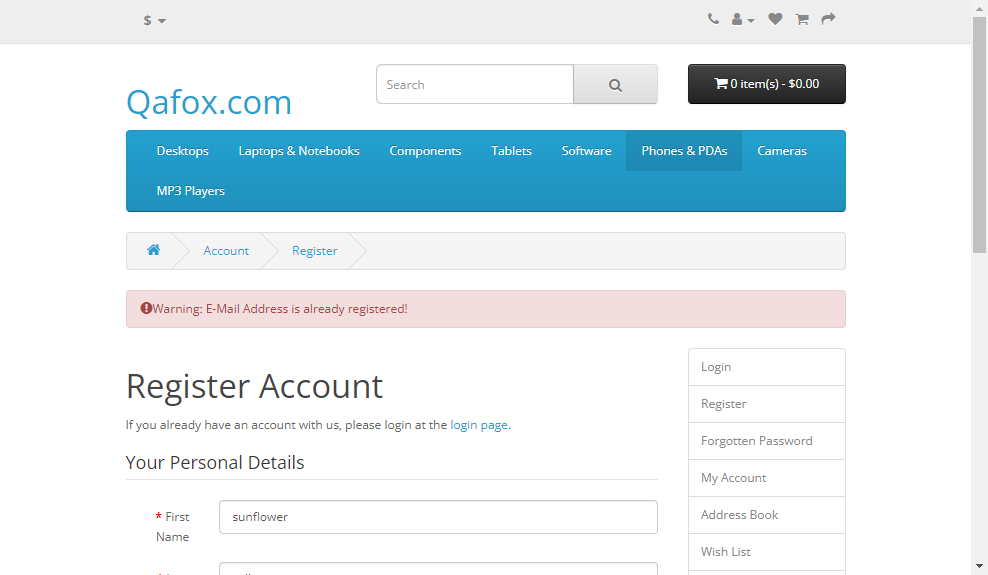 $
Search
0 item(s) - $0.00
Qafox.com
Desktops
Laptops & Notebooks
Components
Tablets
Software
Phones & PDAs
Cameras
MP3 Players
Account
Register
Warning: E-Mail Address is already registered!
Register Account
If you already have an account with us, please login at the login page.
Your Personal Details
* First
Name
sunflower
Login
Register
Forgotten Password
My Account
Address Book
Wish List